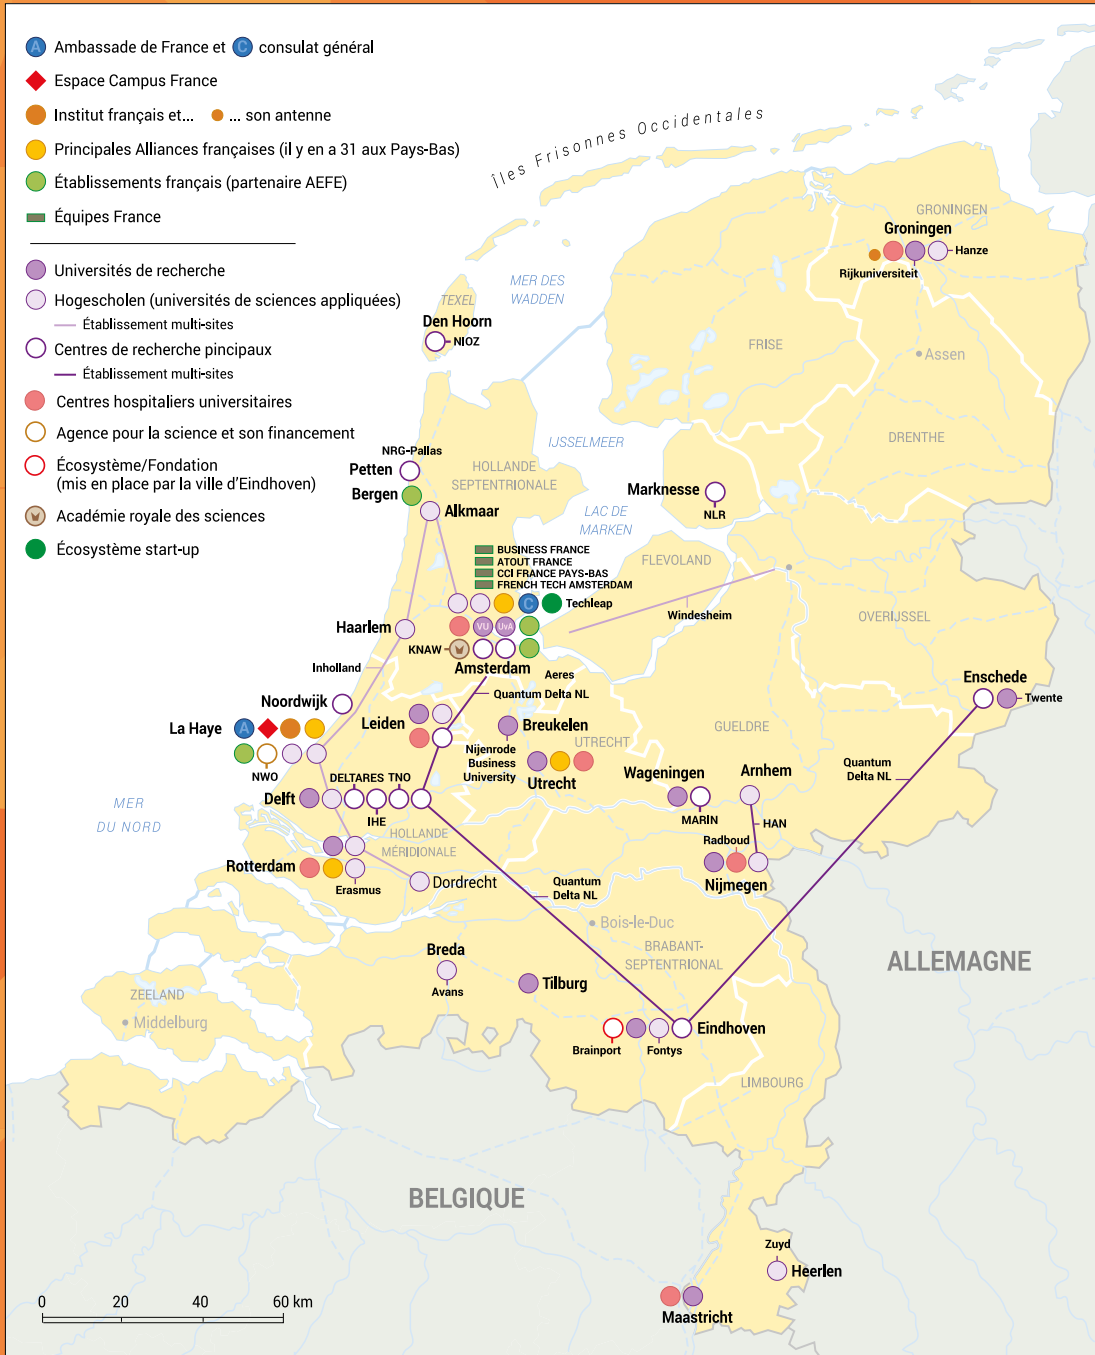 A Ambassade de France et C consulat général
Espace Campus France
Institut français et... ... son antenne
Principales Alliances françaises (il y en a 31 aux Pays-Bas)
Établissements français (partenaire AEFE)
Équipes France
Universités de recherche
Hogescholen (universités de sciences appliquées)
Établissement multi-sites
Centres de recherche pincipaux
Établissement multi-sites
Centres hospitaliers universitaires
Agence pour la science et son financement
Écosystème/Fondation
(mis en place par la ville d'Eindhoven)
Académie royale des sciences
Écosystème start-up
Îles Frisonnes Occidentales
GRONINGEN
Groningen
Hanze
Rijkuniversiteit
MER DES
WADDEN
TEXEL
Den Hoorn
NIOZ
FRISE
Assen
DRENTHE
IJSSELMEER
NRG-Pallas
Petten
HOLLANDE
SEPTENTRIONALE
Bergen
Alkmaar
Marknesse
NLR
LAC DE
MARKEN
FLEVOLAND
BUSINESS FRANCE
ATOUT FRANCE
CCI FRANCE PAYS-BAS
FRENCH TECH AMSTERDAM
C Techleap
VU UvA
KNAW
Amsterdam
Windesheim
OVERIJSSEL
Haarlem
Inholland
Aeres
Quantum Delta NL
Enschede
Twente
Noordwijk
La Haye A
NWO
Leiden
Breukelen
Nijenrode
Business
University
UTRECHT
Utrecht
GUELDRE
Quantum
Delta NL
Wageningen
MARIN
Arnhem
HAN
Radboud
Nijmegen
MER
DU NORD
DELTARES TNO
Delft
IHE
HOLLANDE
MÉRIDIONALE
Rotterdam
Erasmus
Dordrecht
Quantum
Delta NL
Bois-le-Duc
BRABANT-
SEPTENTRIONAL
ALLEMAGNE
Breda
Avans
Tilburg
ZEELAND
Middelburg
Eindhoven
Brainport
Fontys
LIMBOURG
BELGIQUE
Zuyd
Heerlen
Maastricht
0 20 40 60 km